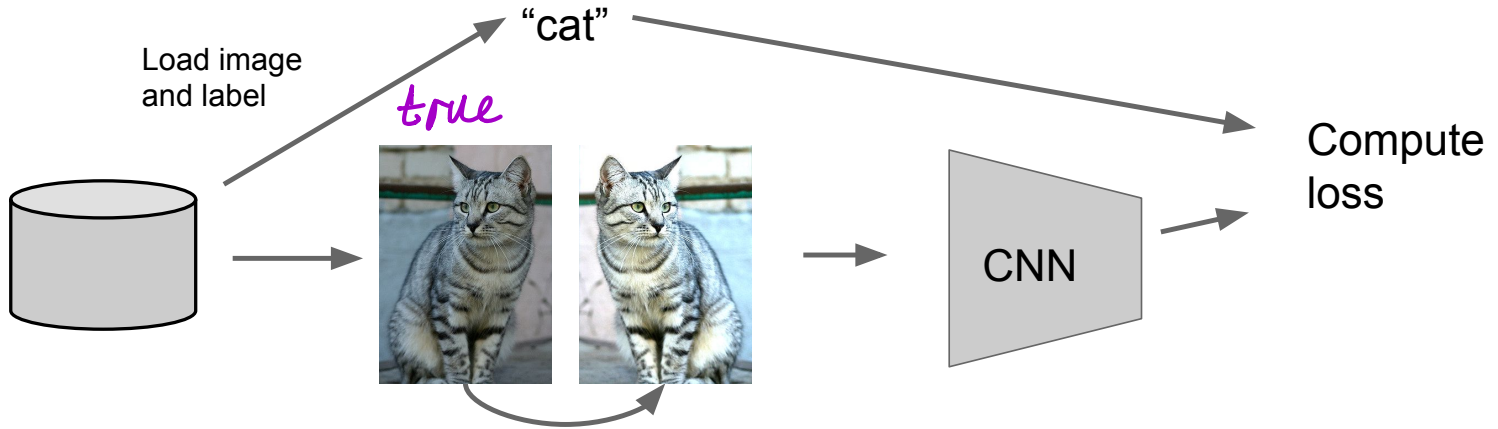 “cat”
Load image
and label
true
Compute
loss
CNN